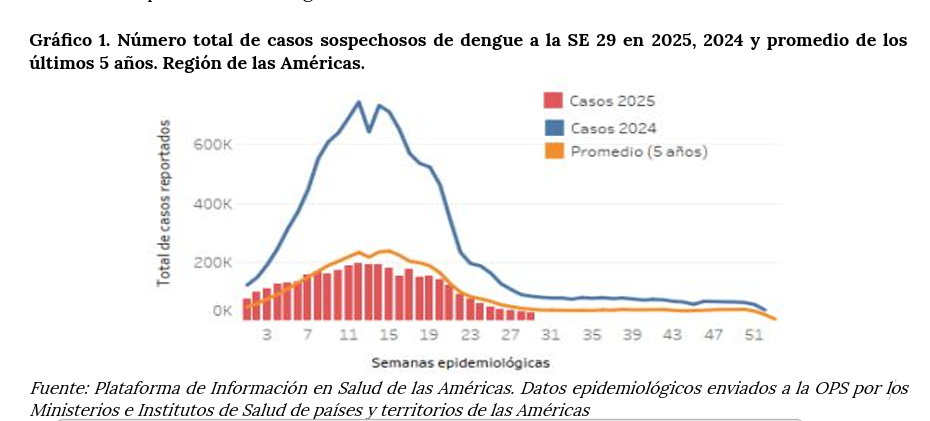 Gráfico 1. Número total de casos sospechosos de dengue a la SE 29 en 2025, 2024 y promedio de los
últimos 5 años. Región de las Américas.
Casos 2025
Casos 2024
Promedio (5 años)
Total de casos reportados
600K
400K
200K
0K
3 7 11 15 19 23 27 31 35 39 43 47 51
Semanas epidemiológicas
Fuente: Plataforma de Información en Salud de las Américas. Datos epidemiológicos enviados a la OPS por los
Ministerios e Institutos de Salud de países y territorios de las Américas